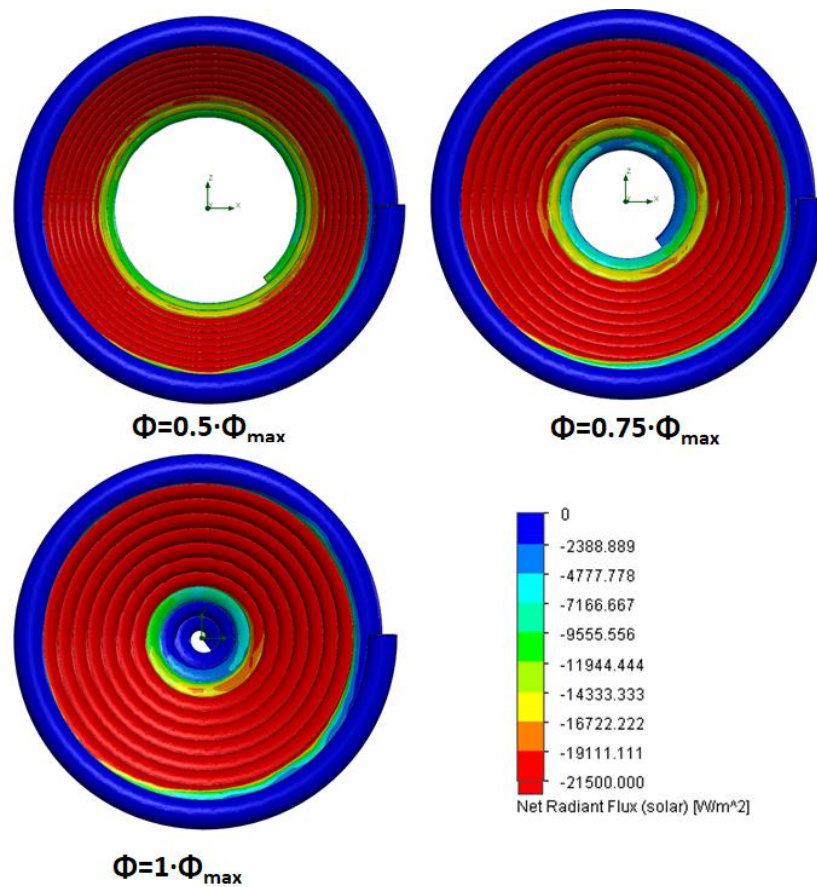 z
x
z
x
Φ=0.5·Φmax
Φ=0.75·Φmax
0
-2388.889
-4777.778
-7166.667
-9555.556
-11944.444
-14333.333
-16722.222
-19111.111
-21500.000
Net Radiant Flux (solar) [W/m^2]
Φ=1·Φmax